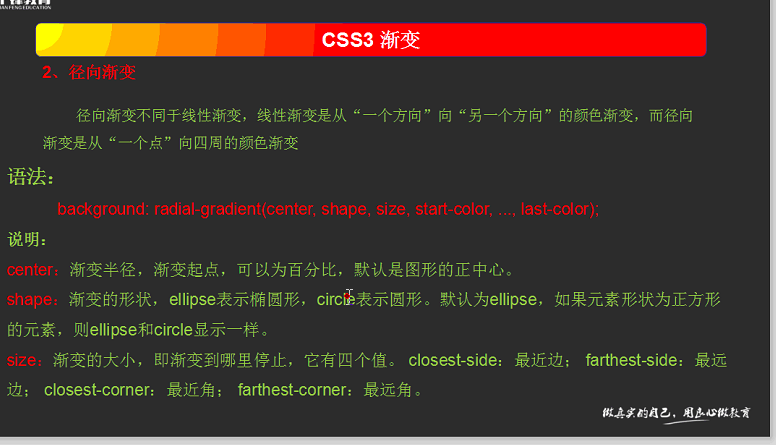 CSS3 渐变
2、径向渐变
径向渐变不同于线性渐变，线性渐变是从“一个方向”向“另一个方向”的颜色渐变，而径向
渐变是从“一个点”向四周的颜色渐变
语法：
background: radial-gradient(center, shape, size, start-color, ..., last-color);
说明：
center：渐变半径，渐变起点，可以为百分比，默认是图形的正中心。
shape：渐变的形状，ellipse表示椭圆形，circle表示圆形。默认为ellipse，如果元素形状为正方形
的元素，则ellipse和circle显示一样。
size：渐变的大小，即渐变到哪里停止，它有四个值。 closest-side：最近边； farthest-side：最远
边； closest-corner：最近角； farthest-corner：最远角。
做真实的自己，用良心做教育